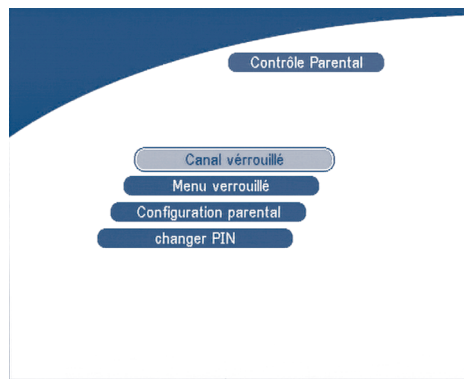 Contrôle Parental
Canal vérrouillé
Menu verrouillé
Configuration parental
changer PIN